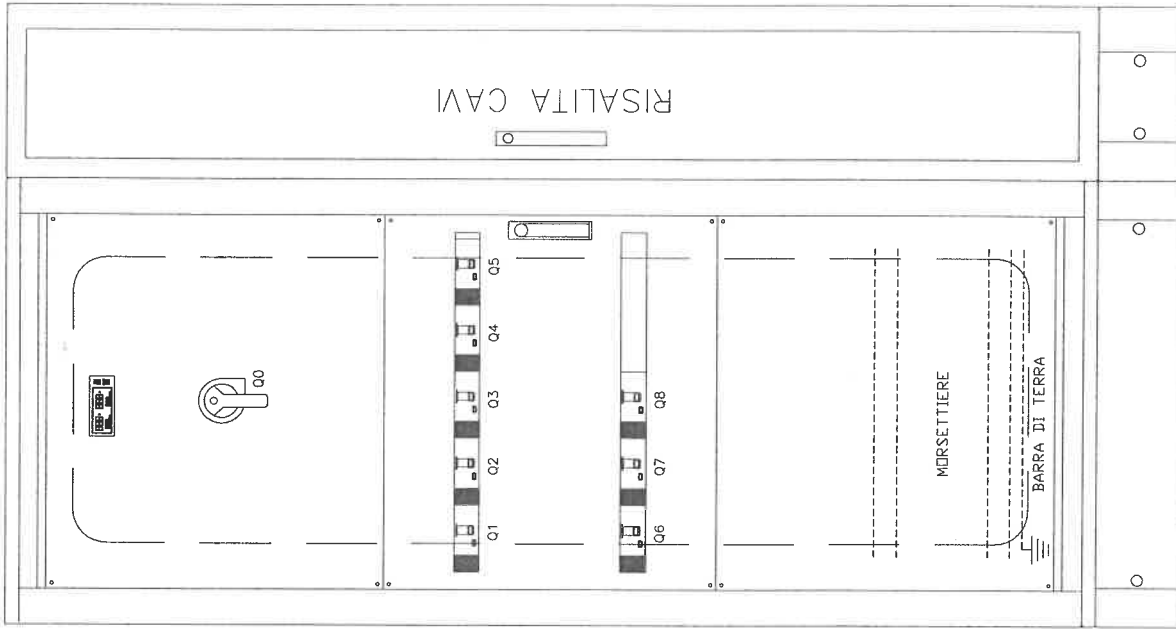 RISALITA CAVI
Q0
Q1
Q2
Q3
Q4
Q5
Q6
Q7
Q8
MORSETTIERE
BARRA DI TERRA